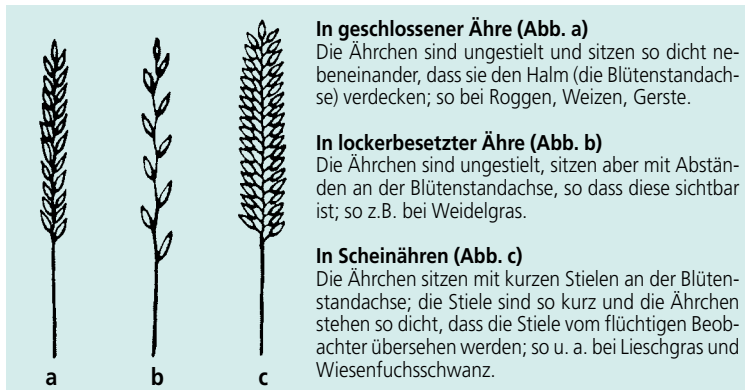 In geschlossener Ähre (Abb. a)
Die Ährchen sind ungestielt und sitzen so dicht ne-
beneinander, dass sie den Halm (die Blütenstandach-
se) verdecken; so bei Roggen, Weizen, Gerste.
In lockerbesetzter Ähre (Abb. b)
Die Ährchen sind ungestielt, sitzen aber mit Abstän-
den an der Blütenstandachse, so dass diese sichtbar
ist; so z.B. bei Weidelgras.
In Scheinähren (Abb. c)
Die Ährchen sitzen mit kurzen Stielen an der Blüten-
standachse; die Stiele sind so kurz und die Ährchen
stehen so dicht, dass die Stiele vom flüchtigen Beob-
achter übersehen werden; so u. a. bei Lieschgras und
Wiesenfuchsschwanz.
a b c